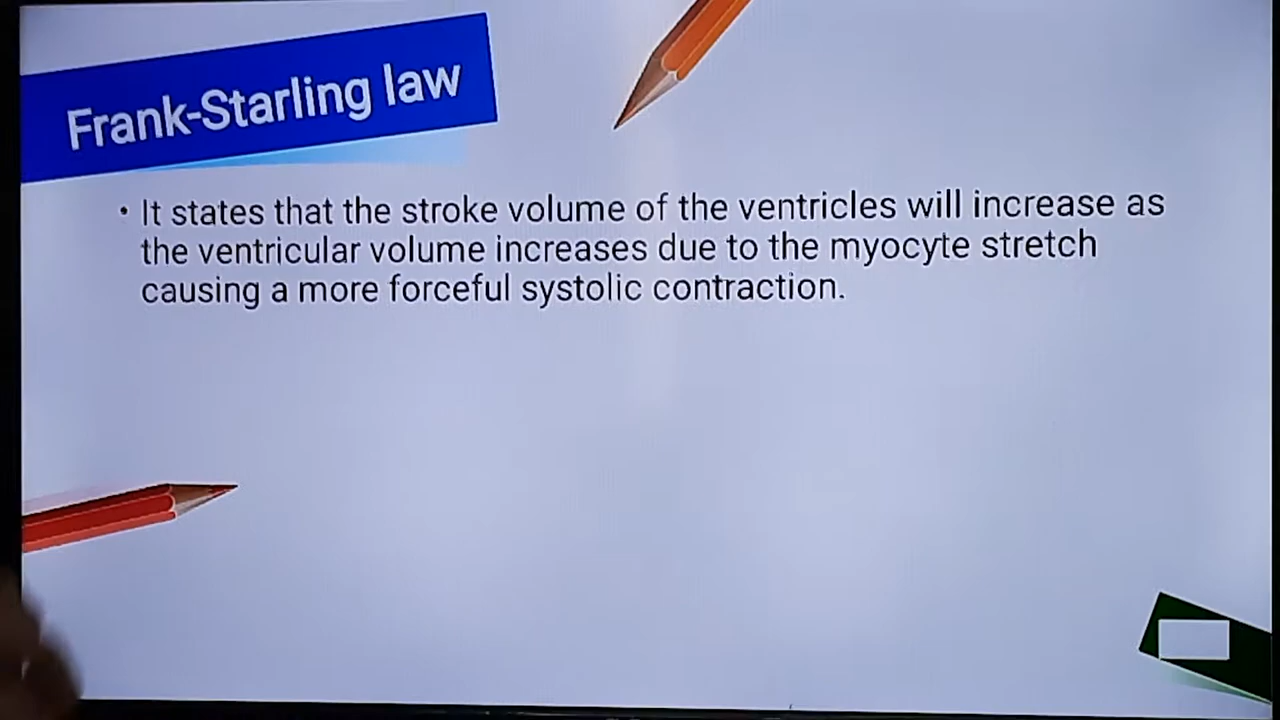 Frank-Starling law
• It states that the stroke volume of the ventricles will increase as
the ventricular volume increases due to the myocyte stretch
causing a more forceful systolic contraction.